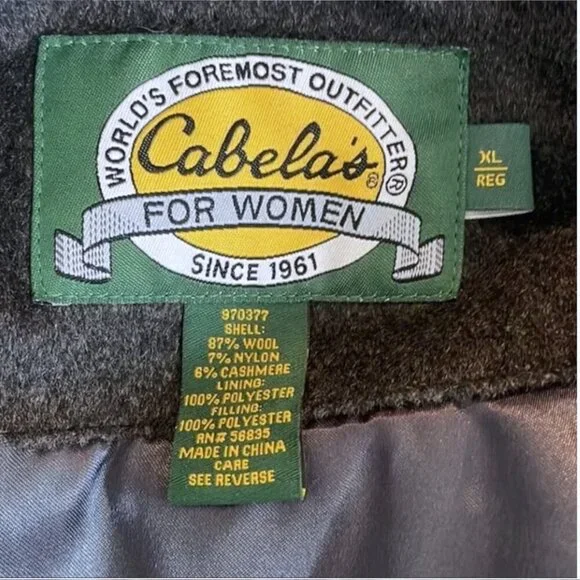 WORLD'S FOREMOST OUTFITTER®
Cabela's®
FOR WOMEN
SINCE 1961
XL
REG
970377
SHELL:
87% WOOL
7% NYLON
6% CASHMERE
LINING:
100% POLYESTER
FILLING:
100% POLYESTER
RN# 56835
MADE IN CHINA
CARE
SEE REVERSE